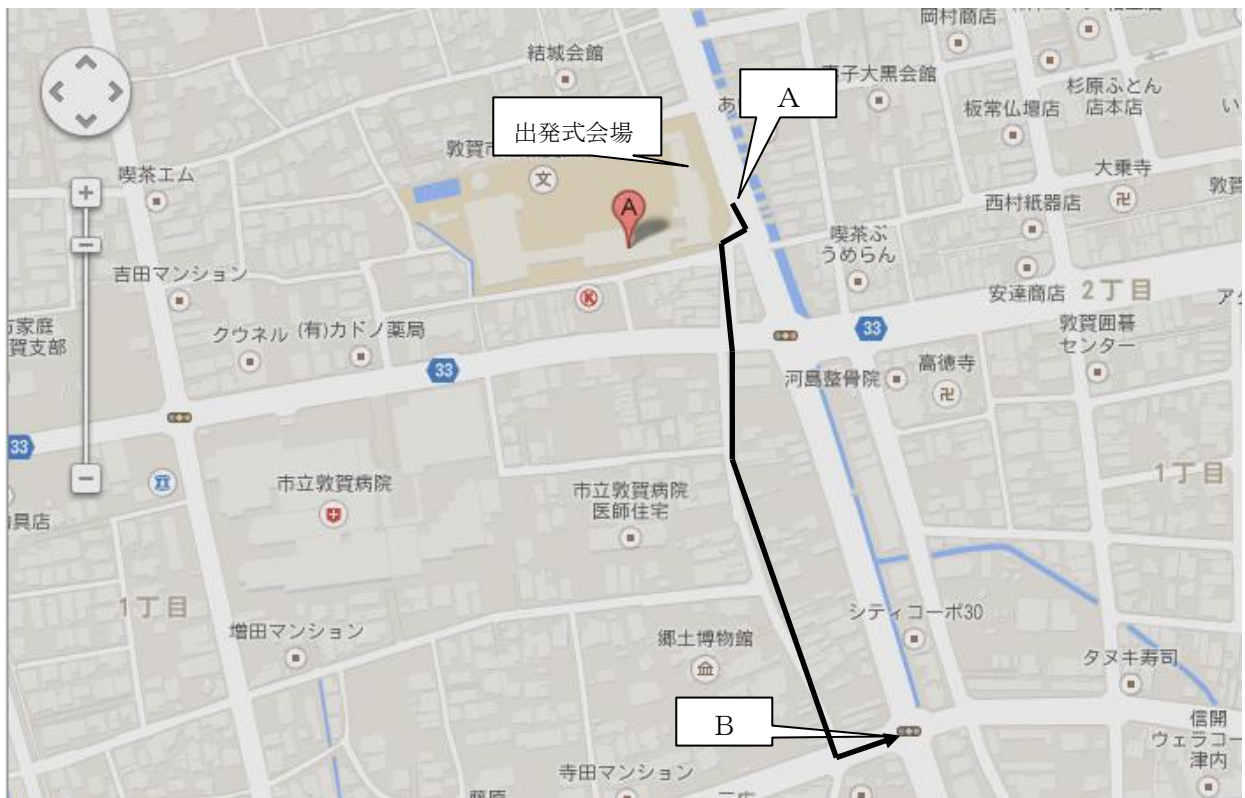 岡村商店
結城会館
子大黒会館
杉原ふとん
店本店
板常仏壇店
あ
A
い
出発式会場
敦賀市
文
喫茶エム
大乗寺
卍
敦賀
西村紙器店
A
喫茶ぶ
うめらん
吉田マンション
安達商店
2丁目
K
家庭
賀支部
クウネル
(有)カドノ薬局
33
敦賀囲碁
センター
33
河島整骨院
高徳寺
卍
33
市立敦賀病院
市立敦賀病院
医師住宅
1丁目
具店
1丁目
増田マンション
シティコーポ30
郷土博物館
タヌキ寿司
B
信開
ウェラコー
津内
寺田マンション